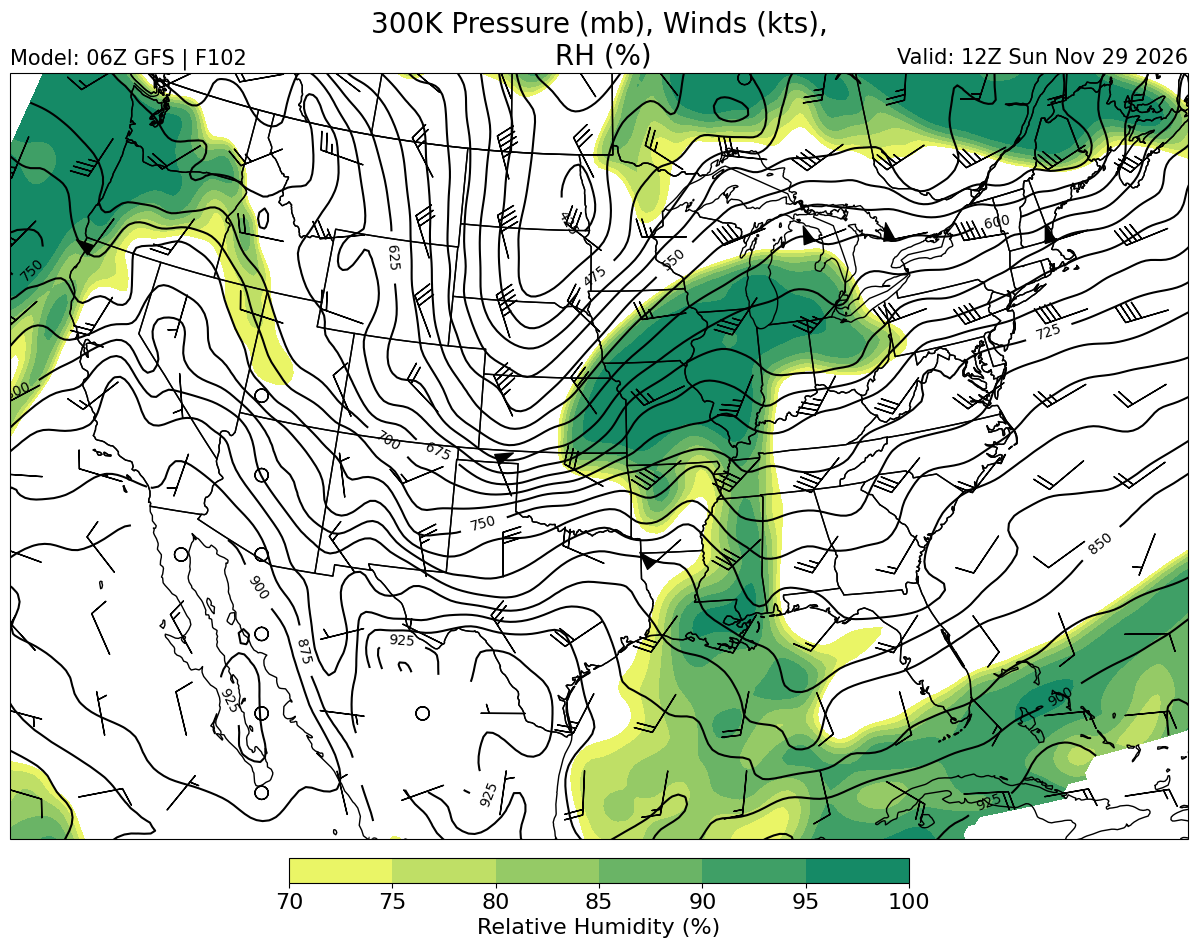 300K Pressure (mb), Winds (kts),
RH (%)
Model: 06Z GFS | F102
Valid: 12Z Sun Nov 29 2026
600
625
550
475
750
725
700
675
750
850
900
875
925
925
900
925
925
70 75 80 85 90 95 100
Relative Humidity (%)